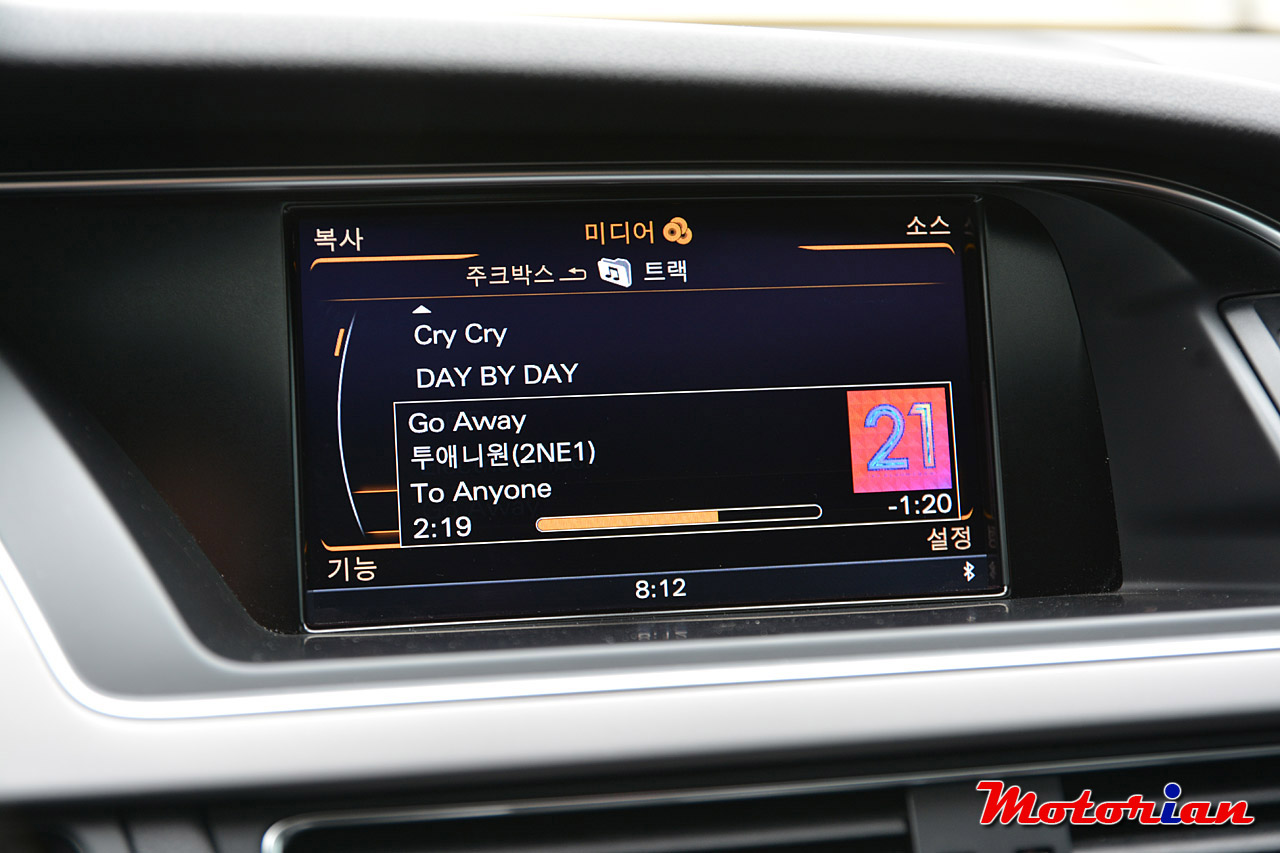 복사 미디어 소스
주크박스 트랙
Cry Cry
DAY BY DAY
Go Away
투애니원(2NE1)
To Anyone
21
2:19 -1:20
기능 설정
8:12
Motorian